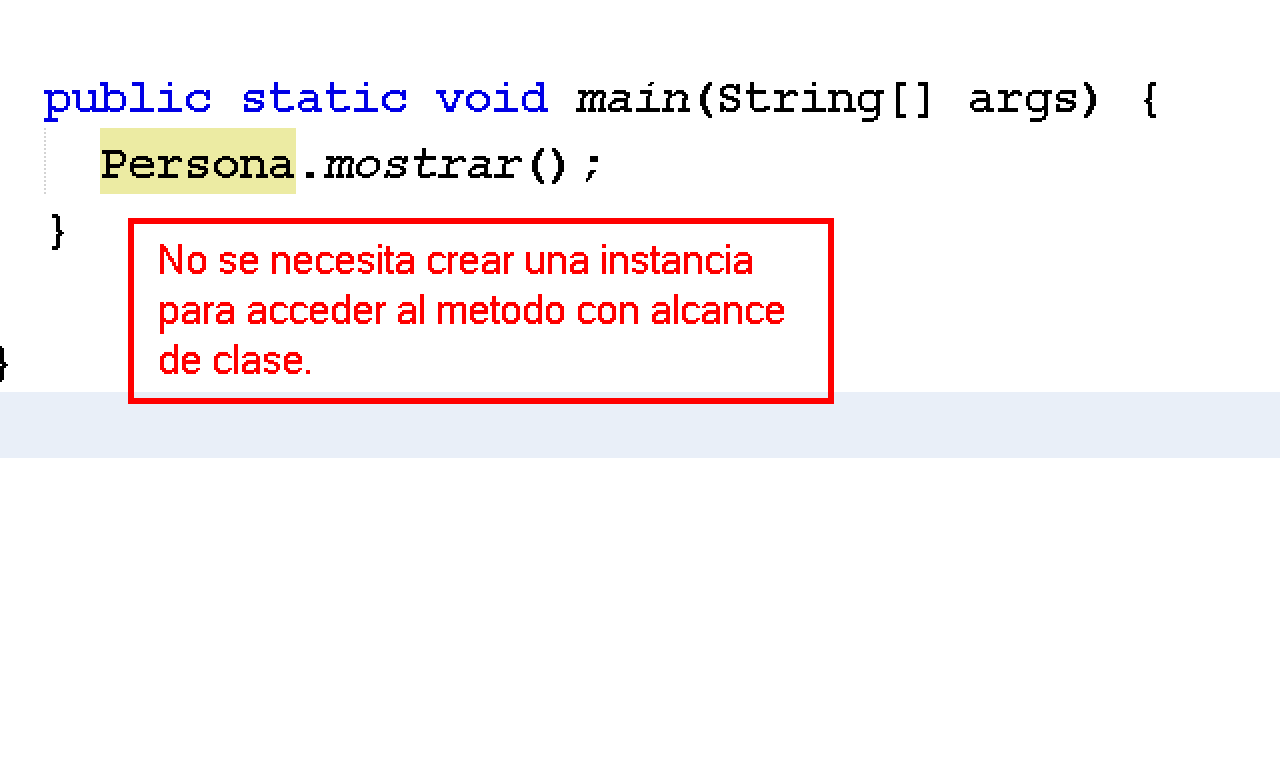 public static void main(String[] args) {
Persona.mostrar();
}
No se necesita crear una instancia
para acceder al metodo con alcance
de clase.
}